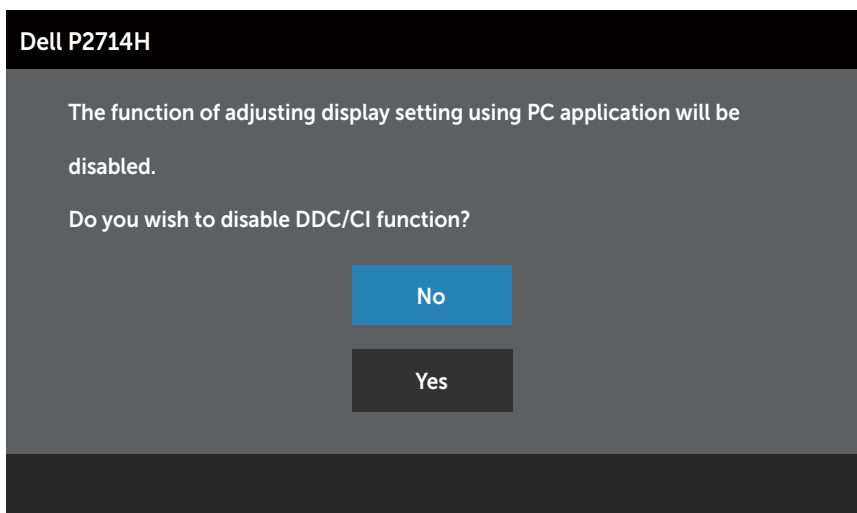 Dell P2714H
The function of adjusting display setting using PC application will be
disabled.
Do you wish to disable DDC/CI function?
No
Yes